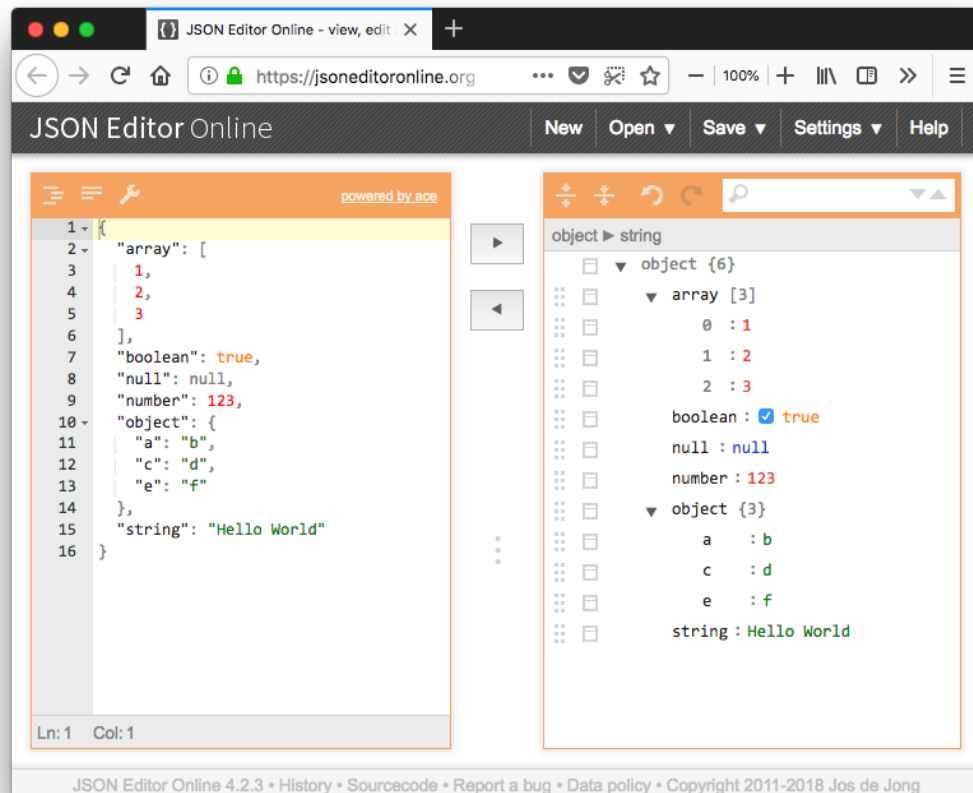 {} JSON Editor Online - view, edit
https://jsoneditoronline.org
100%
JSON Editor Online
New Open ▼ Save ▼ Settings ▼ Help
powered by ace
1 {
2 "array": [
3 1,
4 2,
5 3
6 ],
7 "boolean": true,
8 "null": null,
9 "number": 123,
10 "object": {
11 "a": "b",
12 "c": "d",
13 "e": "f"
14 },
15 "string": "Hello World"
16 }
Ln: 1 Col: 1
object ► string
▼ object {6}
▼ array [3]
0 : 1
1 : 2
2 : 3
boolean : true
null : null
number : 123
▼ object {3}
a : b
c : d
e : f
string : Hello World
JSON Editor Online 4.2.3 • History • Sourcecode • Report a bug • Data policy • Copyright 2011-2018 Jos de Jong